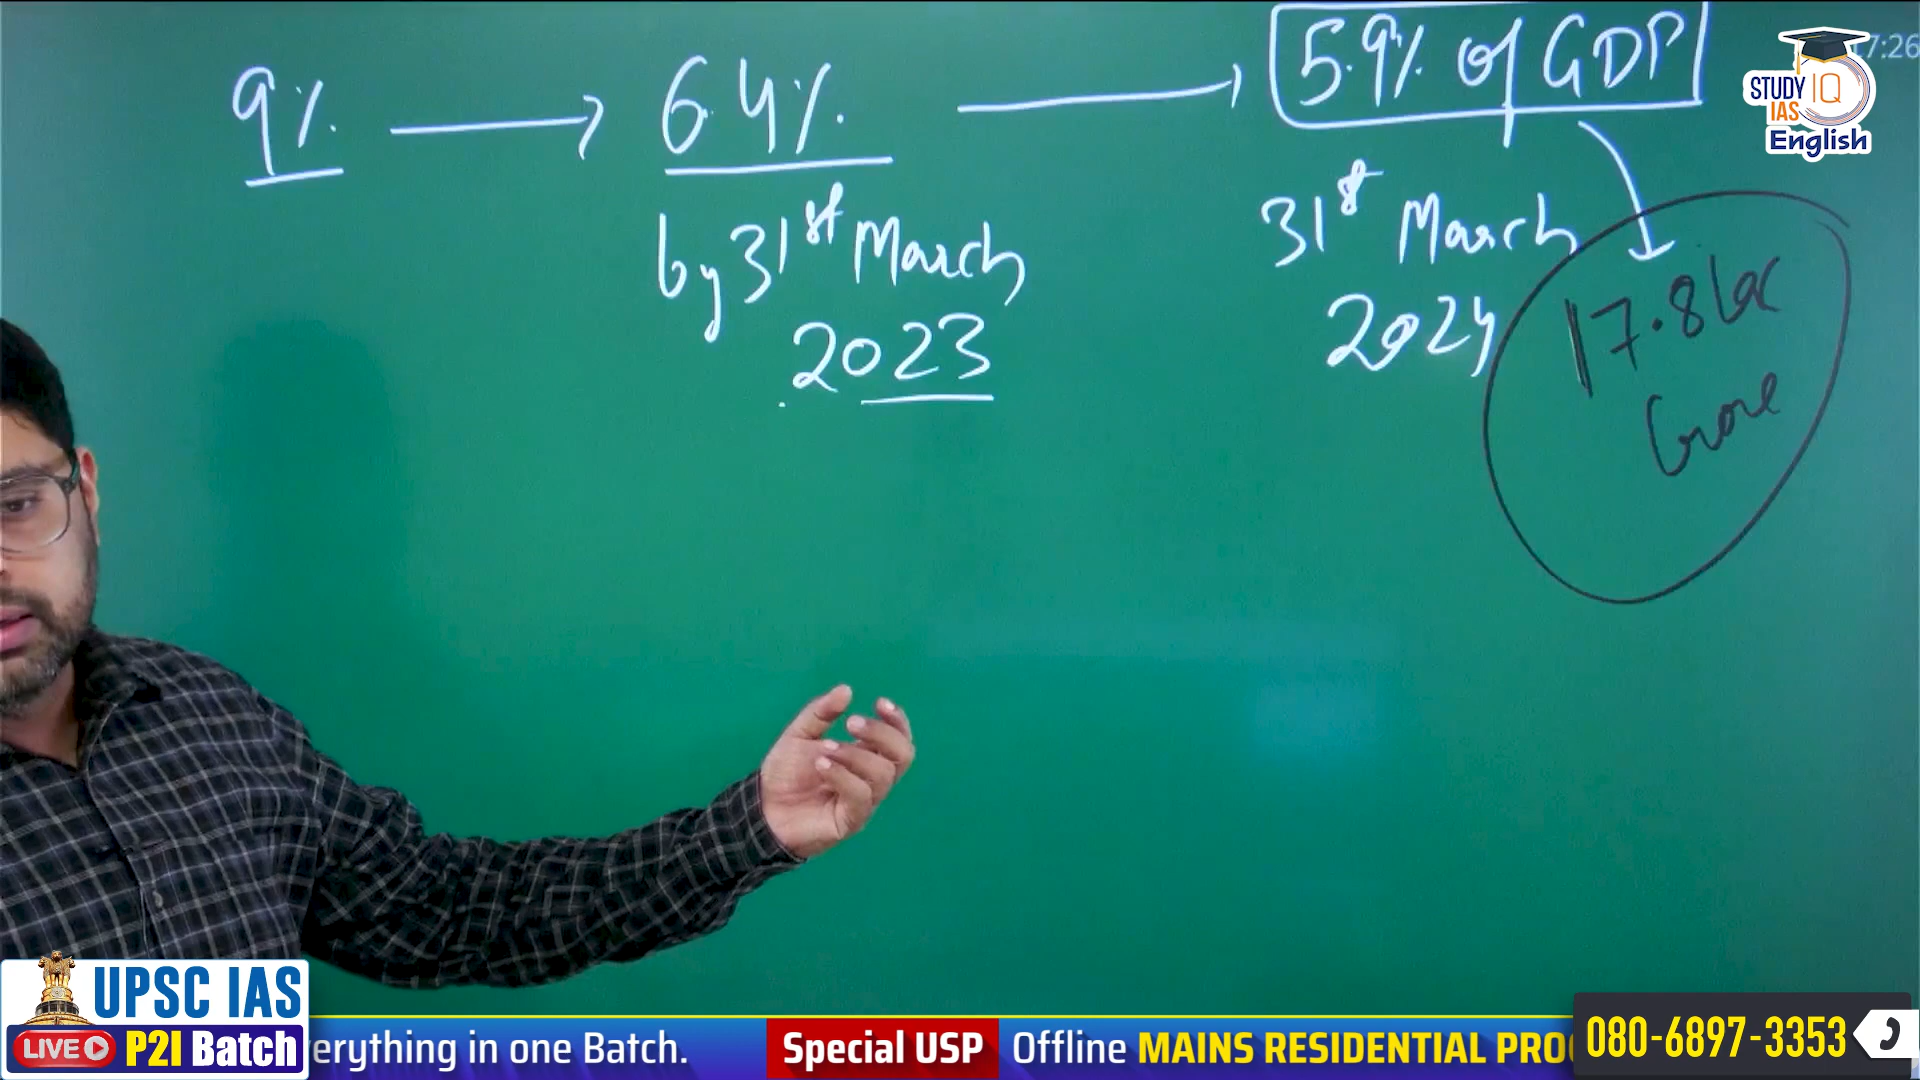 9% → 6.4% → 5.9% of GDP
by 31st March
2023
31st March
2024
17.8 lac
Crore
17:26
STUDY IQ
IAS
English
UPSC IAS
LIVE P2I Batch
verything in one Batch.
Special USP
Offline MAINS RESIDENTIAL PRO
080-6897-3353